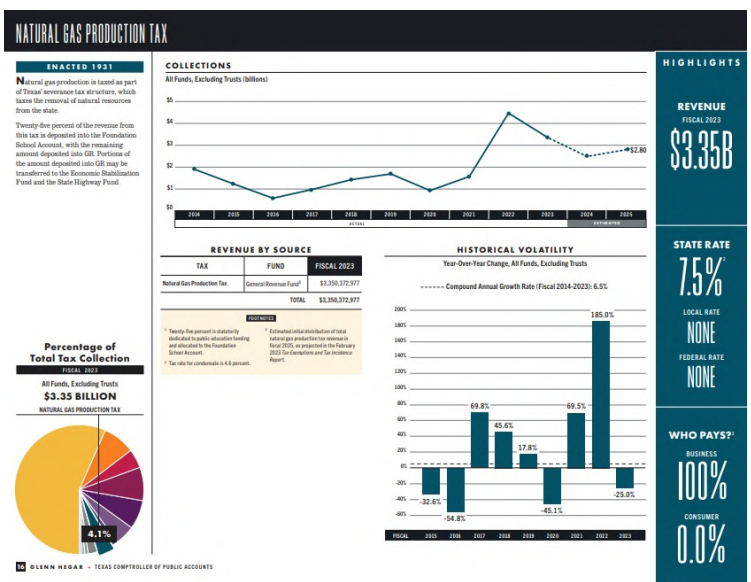 NATURAL GAS PRODUCTION TAX
ENACTED 1931
Natural gas production is taxed as part
of Texas' severance tax structure, which
taxes the removal of natural resources
from the state.
Twenty-five percent of the revenue from
this tax is deposited into the Foundation
School Account, with the remaining
amount deposited into GR. Portions of
the amount deposited into GR may be
transferred to the Economic Stabilization
Fund and the State Highway Fund.
COLLECTIONS
All Funds, Excluding Trusts (billions)
$5
$4
$3
$2
$1
$0
$2.80
2014 2015 2016 2017 2018 2019 2020 2021 2022 2023 2024 2025
ACTUAL ESTIMATED
REVENUE BY SOURCE
TAX FUND FISCAL 2023
Natural Gas Production Tax General Revenue Fund¹ $3,350,372,977
TOTAL $3,350,372,977
FOOTNOTES
¹ Twenty-five percent is statutorily
dedicated to public education funding
and allocated to the Foundation
School Account.
² Tax rate for condensate is 4.6 percent.
³ Estimated initial distribution of total
natural gas production tax revenue in
fiscal 2025, as projected in the February
2023 Tax Exemptions and Tax Incidence
Report.
HISTORICAL VOLATILITY
Year-Over-Year Change, All Funds, Excluding Trusts
------ Compound Annual Growth Rate (Fiscal 2014-2023): 6.5%
200%
180%
160%
140%
120%
100%
80%
60%
40%
20%
0%
-20%
-40%
-60%
-32.6%
-54.8%
69.8%
45.6%
17.8%
-45.1%
69.5%
185.0%
-25.0%
FISCAL 2015 2016 2017 2018 2019 2020 2021 2022 2023
Percentage of
Total Tax Collection
FISCAL 2023
All Funds, Excluding Trusts
$3.35 BILLION
NATURAL GAS PRODUCTION TAX
4.1%
HIGHLIGHTS
REVENUE
FISCAL 2023
$3.35B
STATE RATE
7.5%²
LOCAL RATE
NONE
FEDERAL RATE
NONE
WHO PAYS?³
BUSINESS
100%
CONSUMER
0.0%
16 GLENN HEGAR • TEXAS COMPTROLLER OF PUBLIC ACCOUNTS